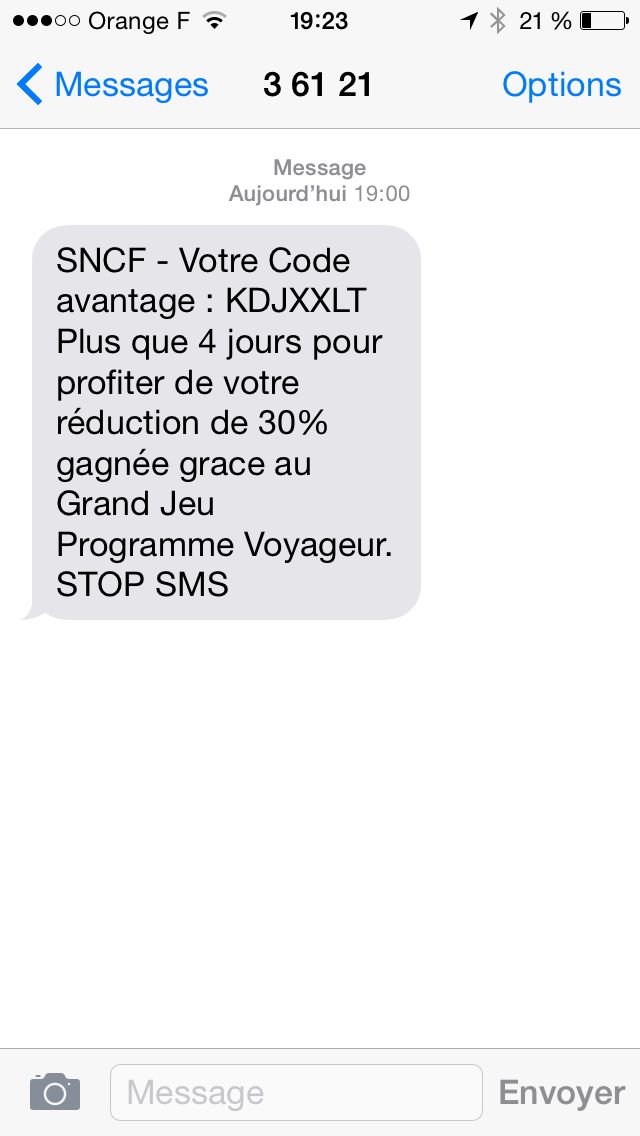 Orange F 19:23 21 %
Messages 3 61 21 Options
Message
Aujourd'hui 19:00
SNCF - Votre Code
avantage : KDJXXLT
Plus que 4 jours pour
profiter de votre
réduction de 30%
gagnée grace au
Grand Jeu
Programme Voyageur.
STOP SMS
Message Envoyer